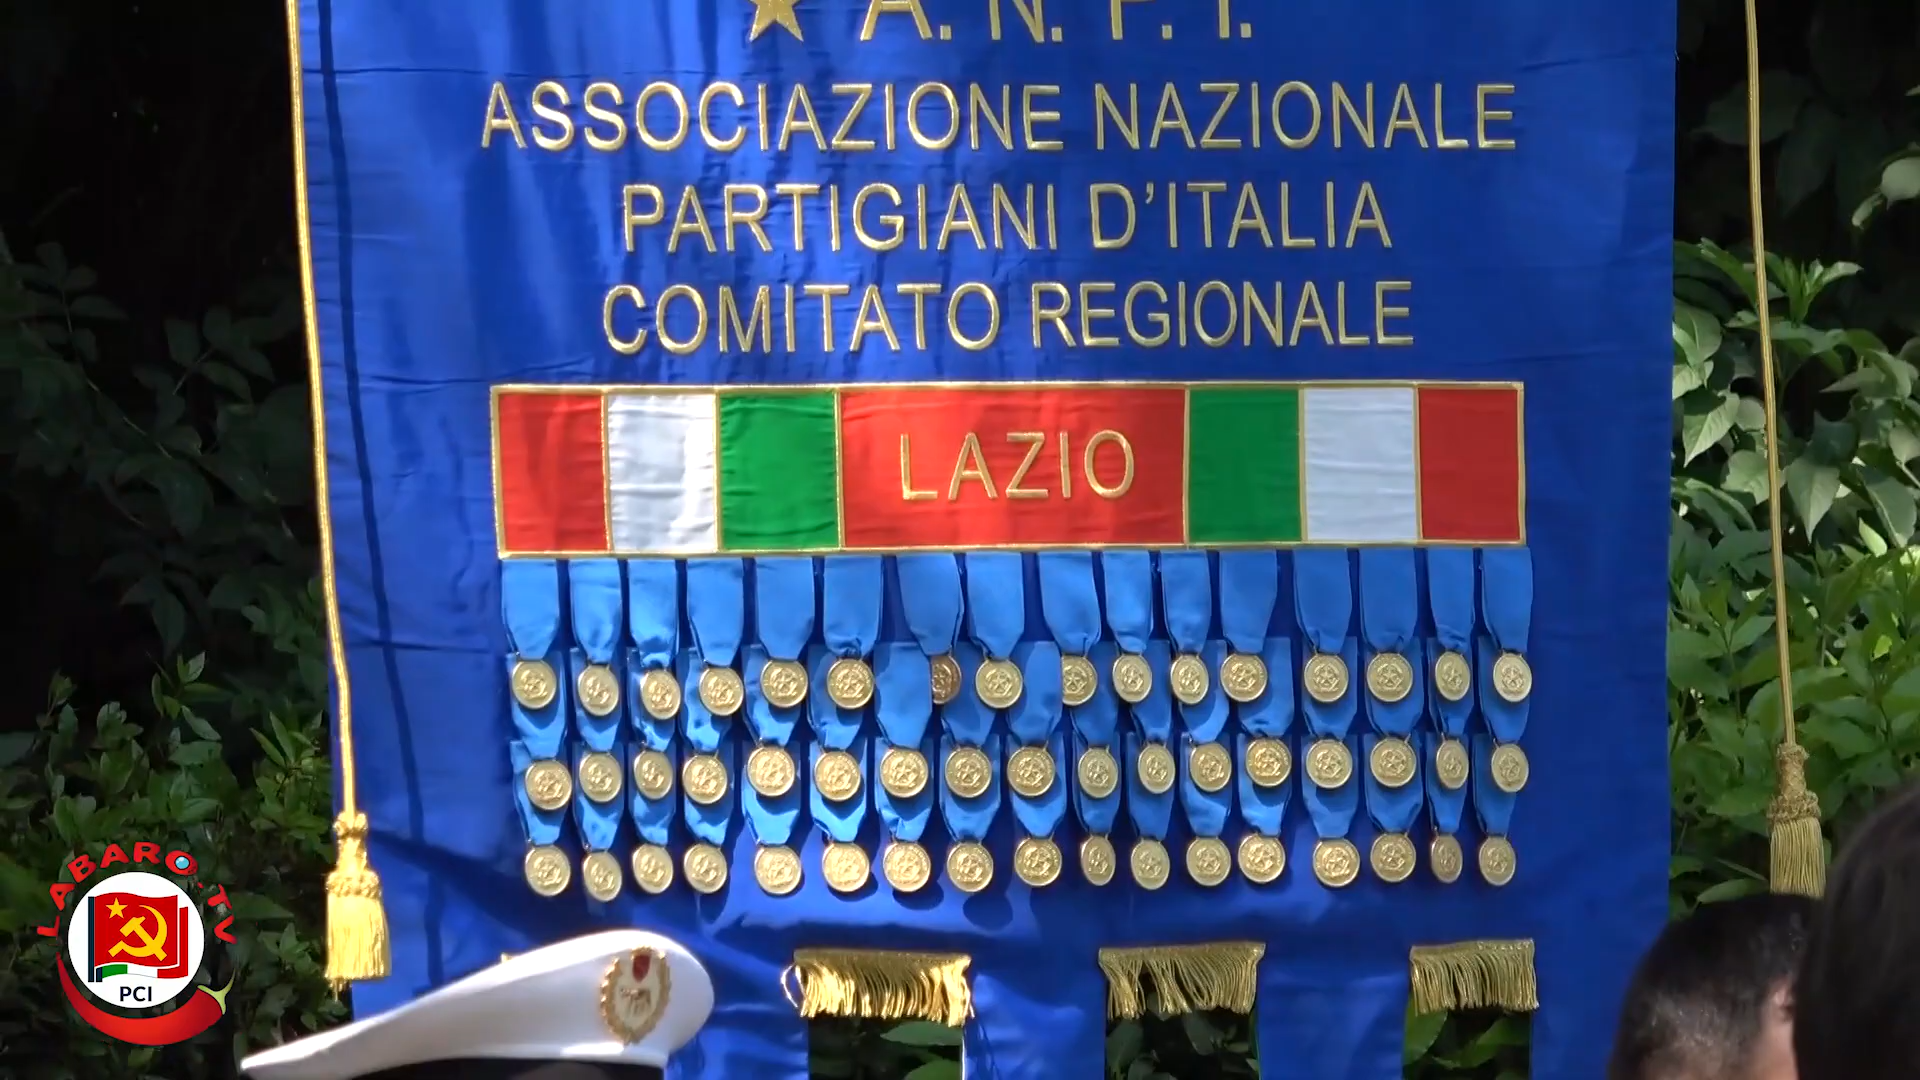 A. N. P. I.
ASSOCIAZIONE NAZIONALE
PARTIGIANI D'ITALIA
COMITATO REGIONALE
LAZIO
LABARO.TV
PCI